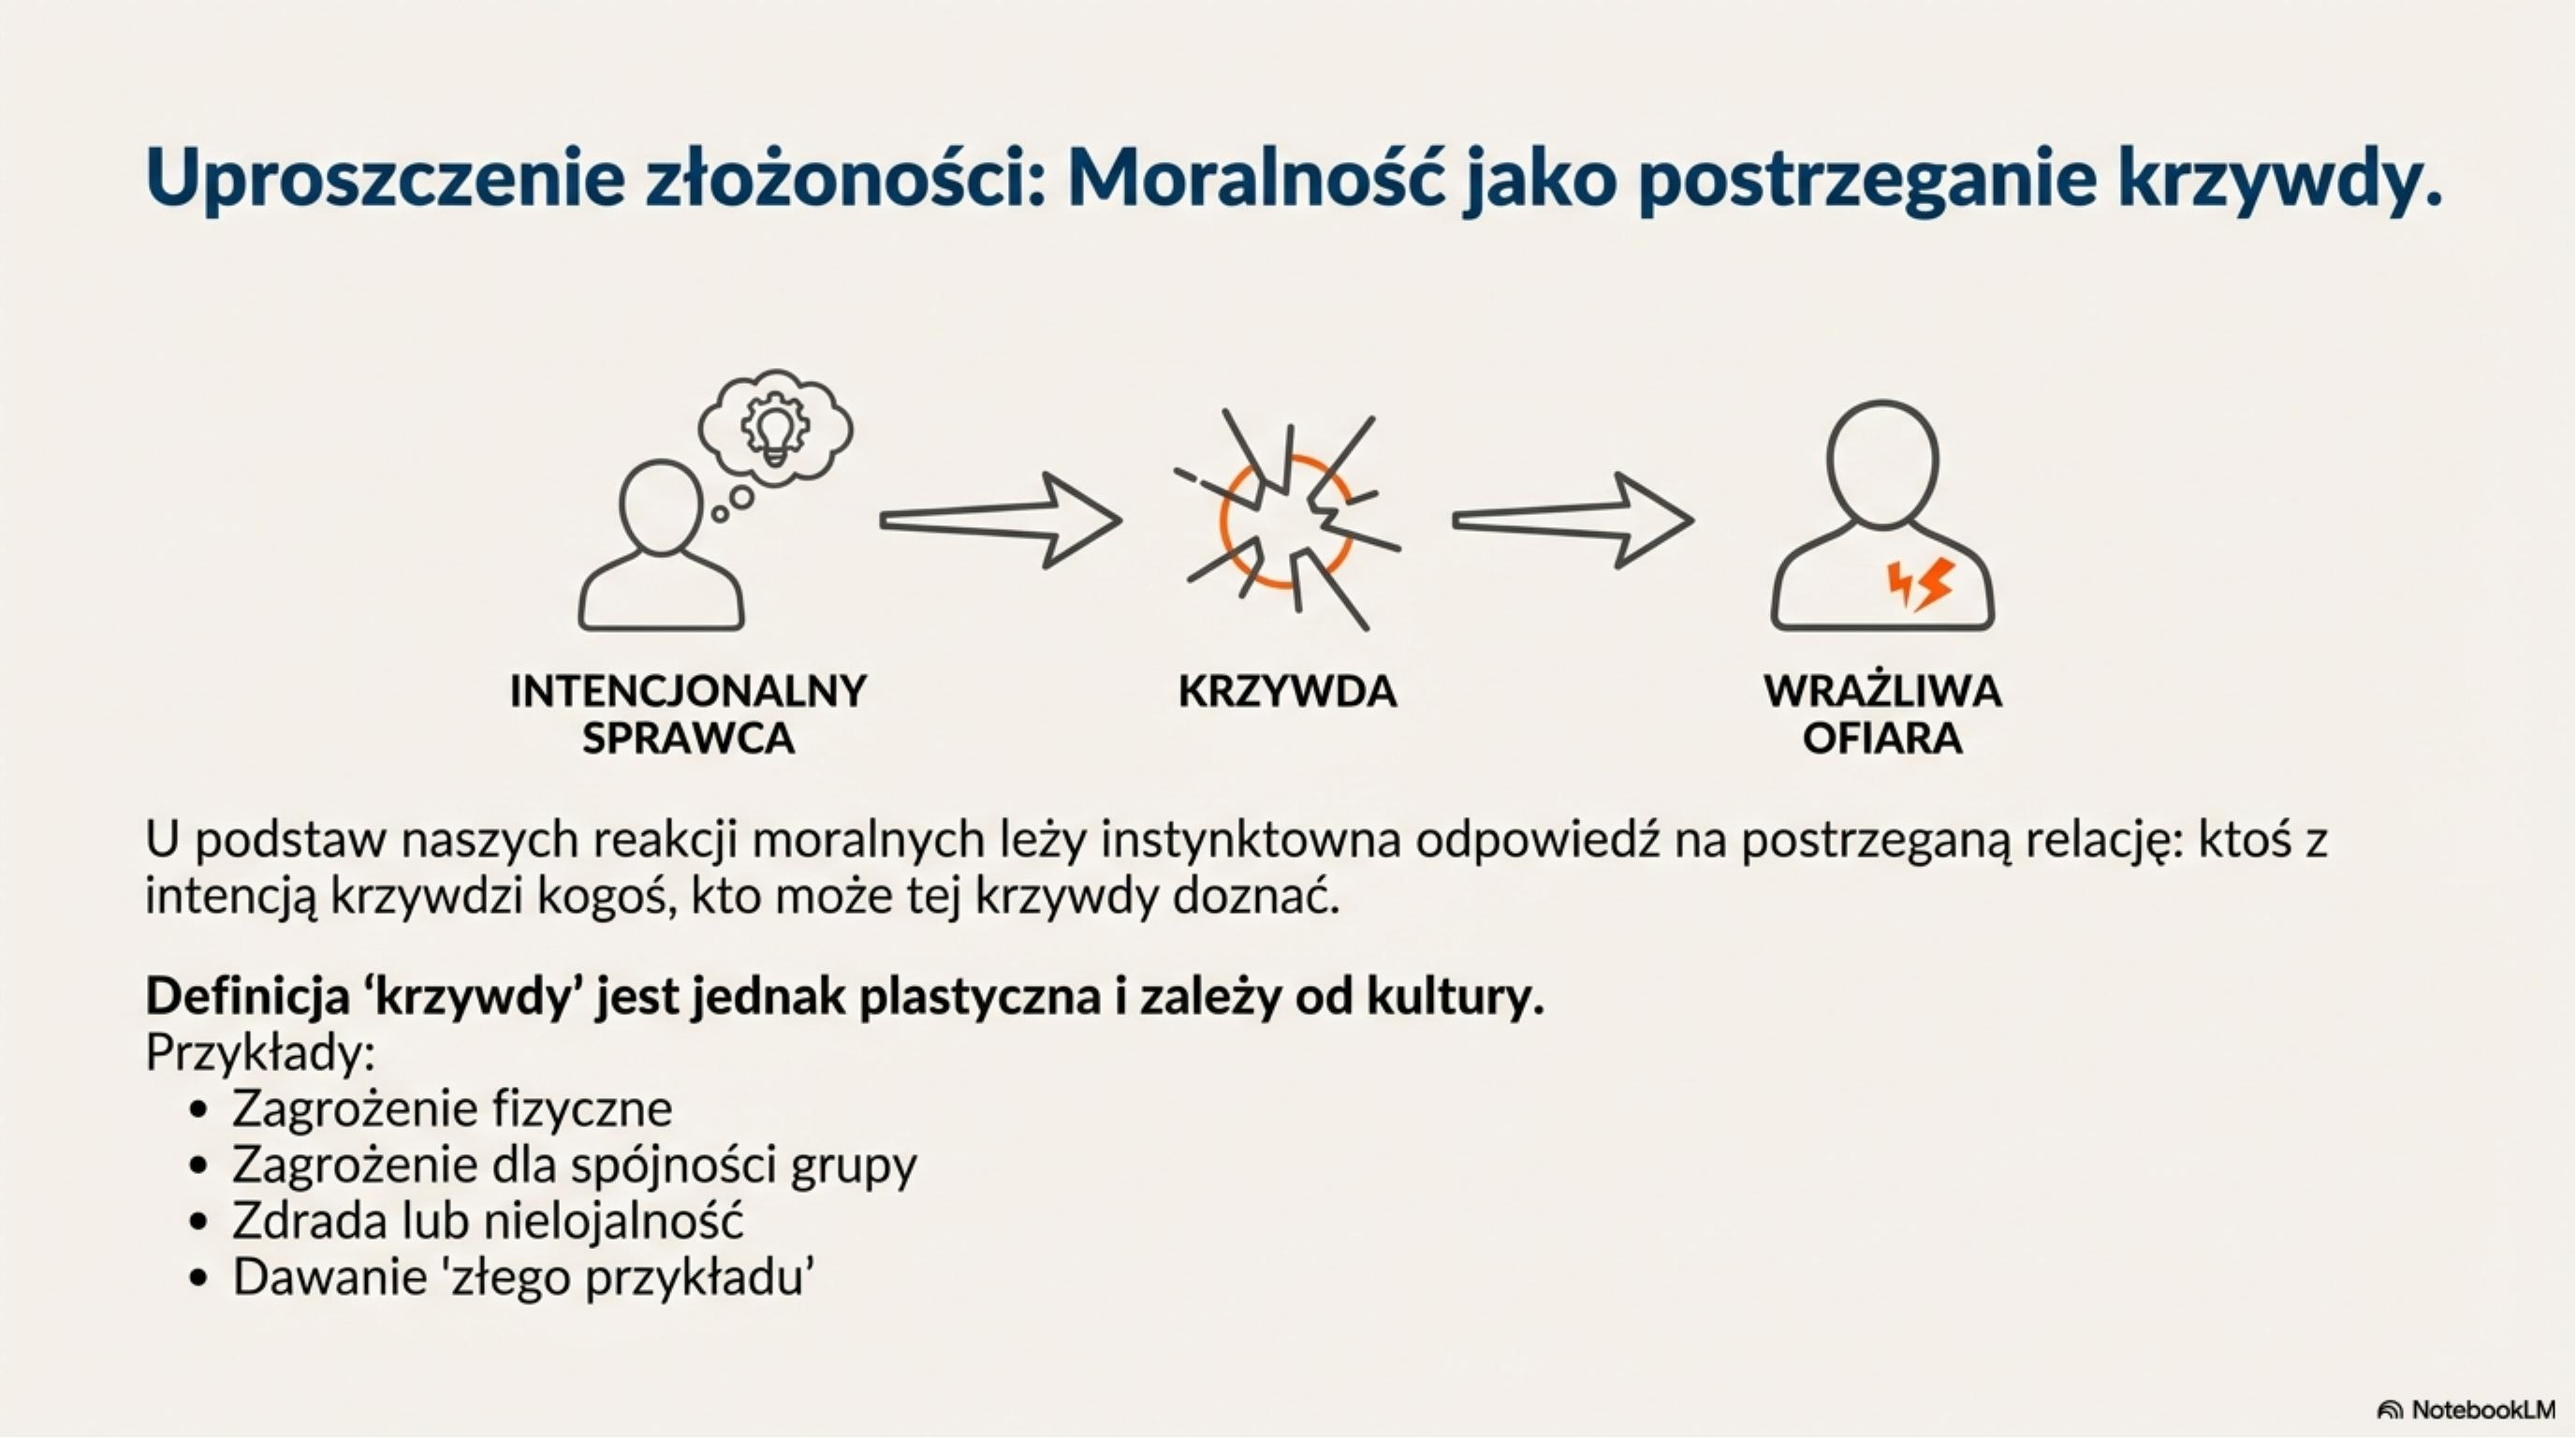 Uproszczenie złożoności: Moralność jako postrzeganie krzywdy.
INTENCJONALNY
SPRAWCA
KRZYWDA
WRAŻLIWA
OFIARA
U podstaw naszych reakcji moralnych leży instynktowna odpowiedź na postrzeganą relację: ktoś z
intencją krzywdzi kogoś, kto może tej krzywdy doznać.
Definicja ‘krzywdy’ jest jednak plastyczna i zależy od kultury.
Przykłady:
• Zagrożenie fizyczne
• Zagrożenie dla spójności grupy
• Zdrada lub nielojalność
• Dawanie 'złego przykładu’
NotebookLM